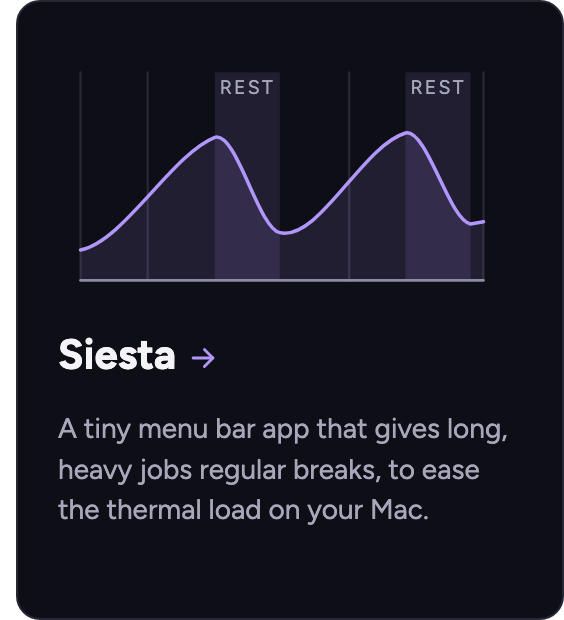 REST
REST
Siesta →
A tiny menu bar app that gives long,
heavy jobs regular breaks, to ease
the thermal load on your Mac.